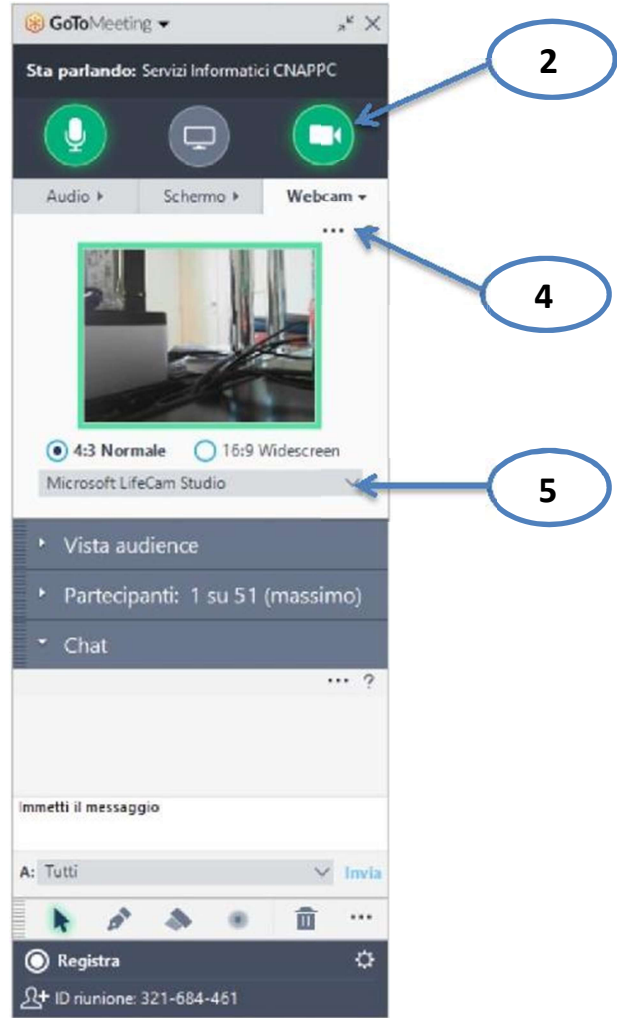 GoToMeeting
Sta parlando: Servizi Informatici CNAPPC
2
Audio Schermo Webcam
4
4:3 Normale 16:9 Widescreen
Microsoft LifeCam Studio
5
Vista audience
Partecipanti: 1 su 51 (massimo)
Chat
?
Immetti il messaggio
A: Tutti Invia
Registra
ID riunione: 321-684-461